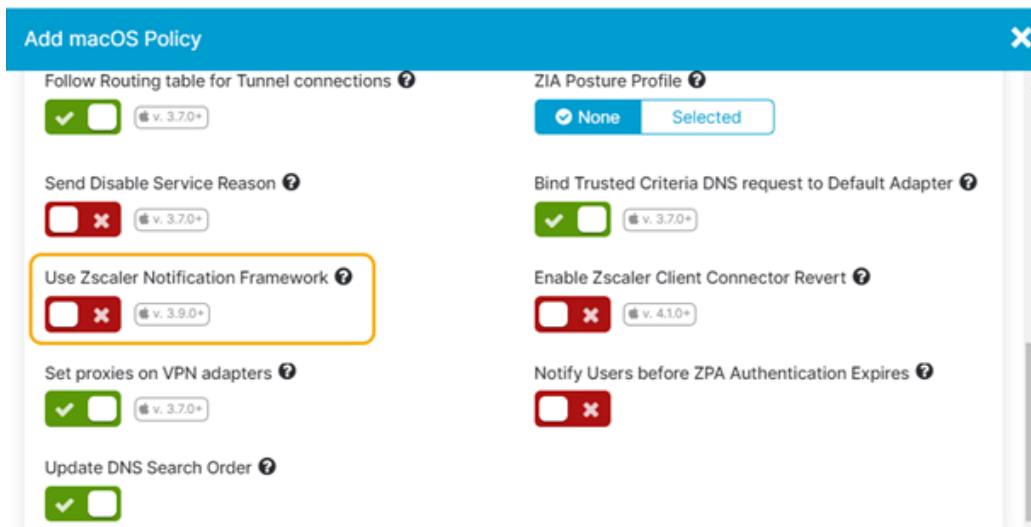 Add macOS Policy
Follow Routing table for Tunnel connections
v. 3.7.0+
ZIA Posture Profile
None
Selected
Send Disable Service Reason
v. 3.7.0+
Bind Trusted Criteria DNS request to Default Adapter
v. 3.7.0+
Use Zscaler Notification Framework
v. 3.9.0+
Enable Zscaler Client Connector Revert
v. 4.1.0+
Set proxies on VPN adapters
v. 3.7.0+
Notify Users before ZPA Authentication Expires
Update DNS Search Order